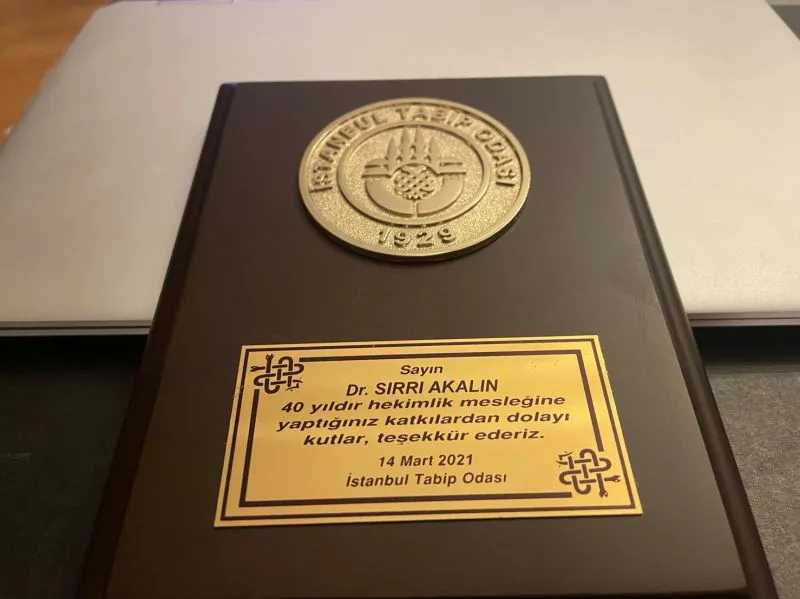 İSTANBUL TABİP ODASI
1929
Sayın
Dr. SIRRI AKALIN
40 yıldır hekimlik mesleğine
yaptığınız katkılardan dolayı
kutlar, teşekkür ederiz.
14 Mart 2021
İstanbul Tabip Odası